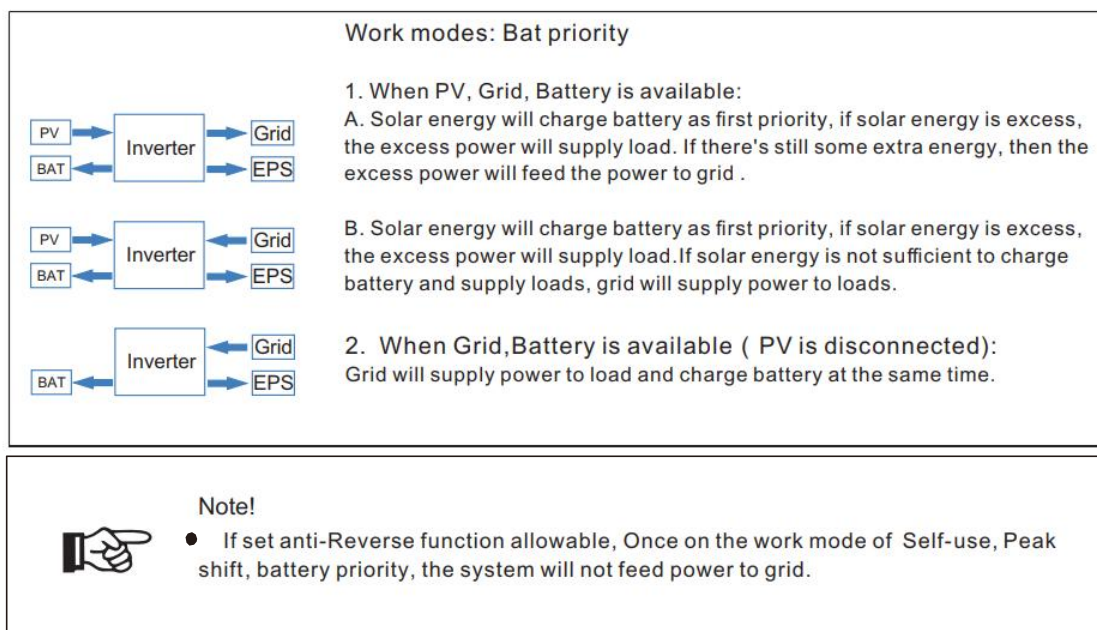 Work modes: Bat priority
1. When PV, Grid, Battery is available:
A. Solar energy will charge battery as first priority, if solar energy is excess,
the excess power will supply load. If there's still some extra energy, then the
excess power will feed the power to grid .
PV
Inverter
Grid
BAT
EPS
B. Solar energy will charge battery as first priority, if solar energy is excess,
the excess power will supply load.If solar energy is not sufficient to charge
battery and supply loads, grid will supply power to loads.
PV
Inverter
Grid
BAT
EPS
2. When Grid,Battery is available ( PV is disconnected):
Grid will supply power to load and charge battery at the same time.
Inverter
Grid
BAT
EPS
Note!
● If set anti-Reverse function allowable, Once on the work mode of Self-use, Peak
shift, battery priority, the system will not feed power to grid.